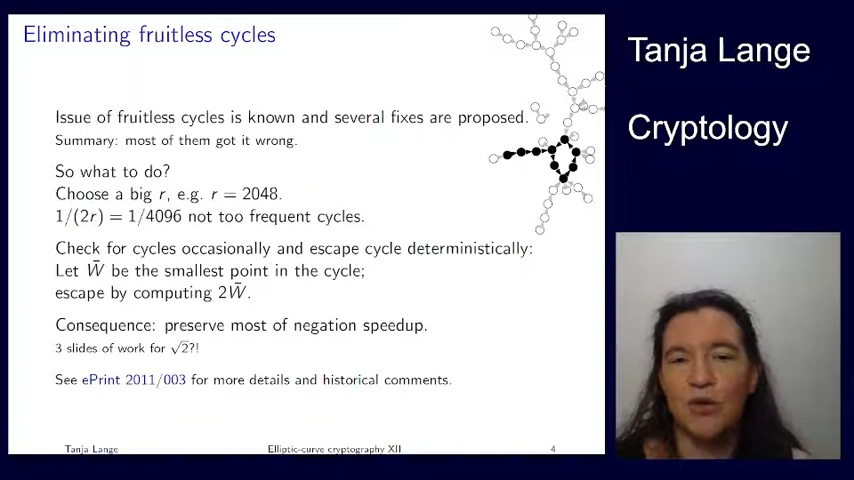 Eliminating fruitless cycles
Issue of fruitless cycles is known and several fixes are proposed.
Summary: most of them got it wrong.
So what to do?
Choose a big r, e.g. r = 2048.
1/(2r) = 1/4096 not too frequent cycles.
Check for cycles occasionally and escape cycle deterministically:
Let W̄ be the smallest point in the cycle;
escape by computing 2W̄.
Consequence: preserve most of negation speedup.
3 slides of work for √2?!
See ePrint 2011/003 for more details and historical comments.
Tanja Lange
Elliptic-curve cryptography XII
4
Tanja Lange
Cryptology